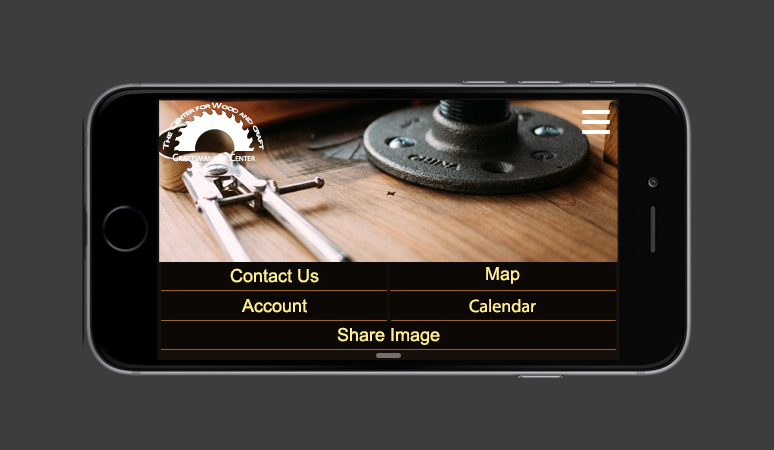 The Center for Wood and craft
Craftsman Center
CHINA
Contact Us
Map
Account
Calendar
Share Image